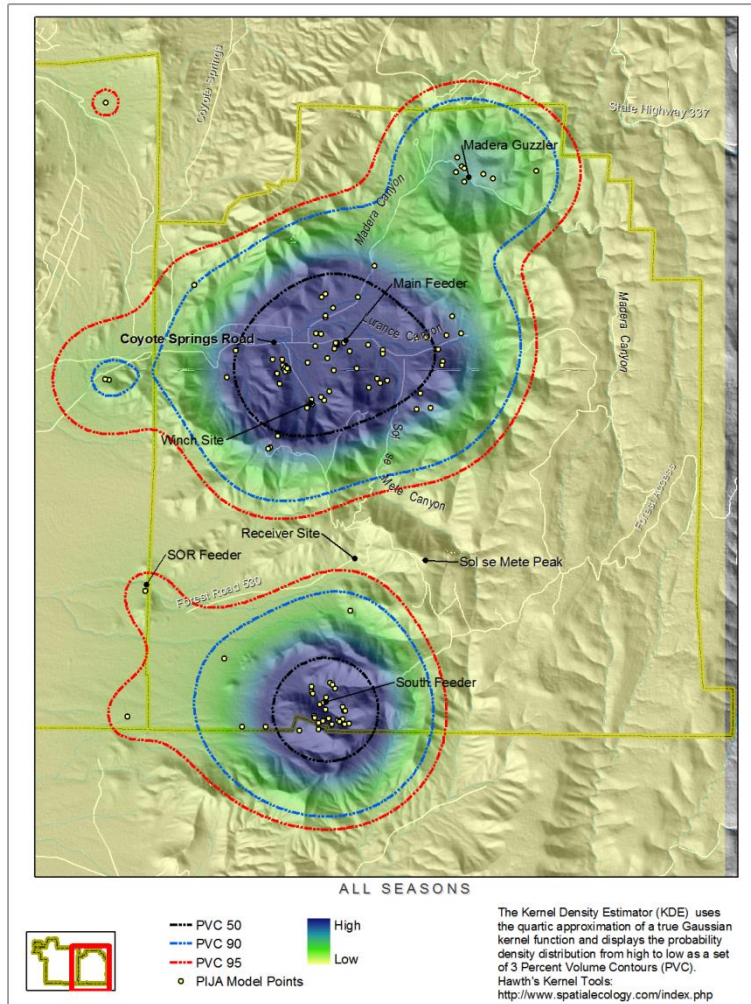 Coyote Springs
State Highway 337
Madera Guzzler
Madera Canyon
Main Feeder
Lurance Canyon
Madera Canyon
Coyote Springs Road
Winch Site
Sol se Mete Canyon
Forest Access
Receiver Site
SOR Feeder
Sol se Mete Peak
Forest Road 530
South Feeder
ALL SEASONS
PVC 50
PVC 90
PVC 95
PIJA Model Points
High
Low
The Kernel Density Estimator (KDE) uses
the quartic approximation of a true Gaussian
kernel function and displays the probability
density distribution from high to low as a set
of 3 Percent Volume Contours (PVC).
Hawth's Kernel Tools:
http://www.spatialecology.com/index.php